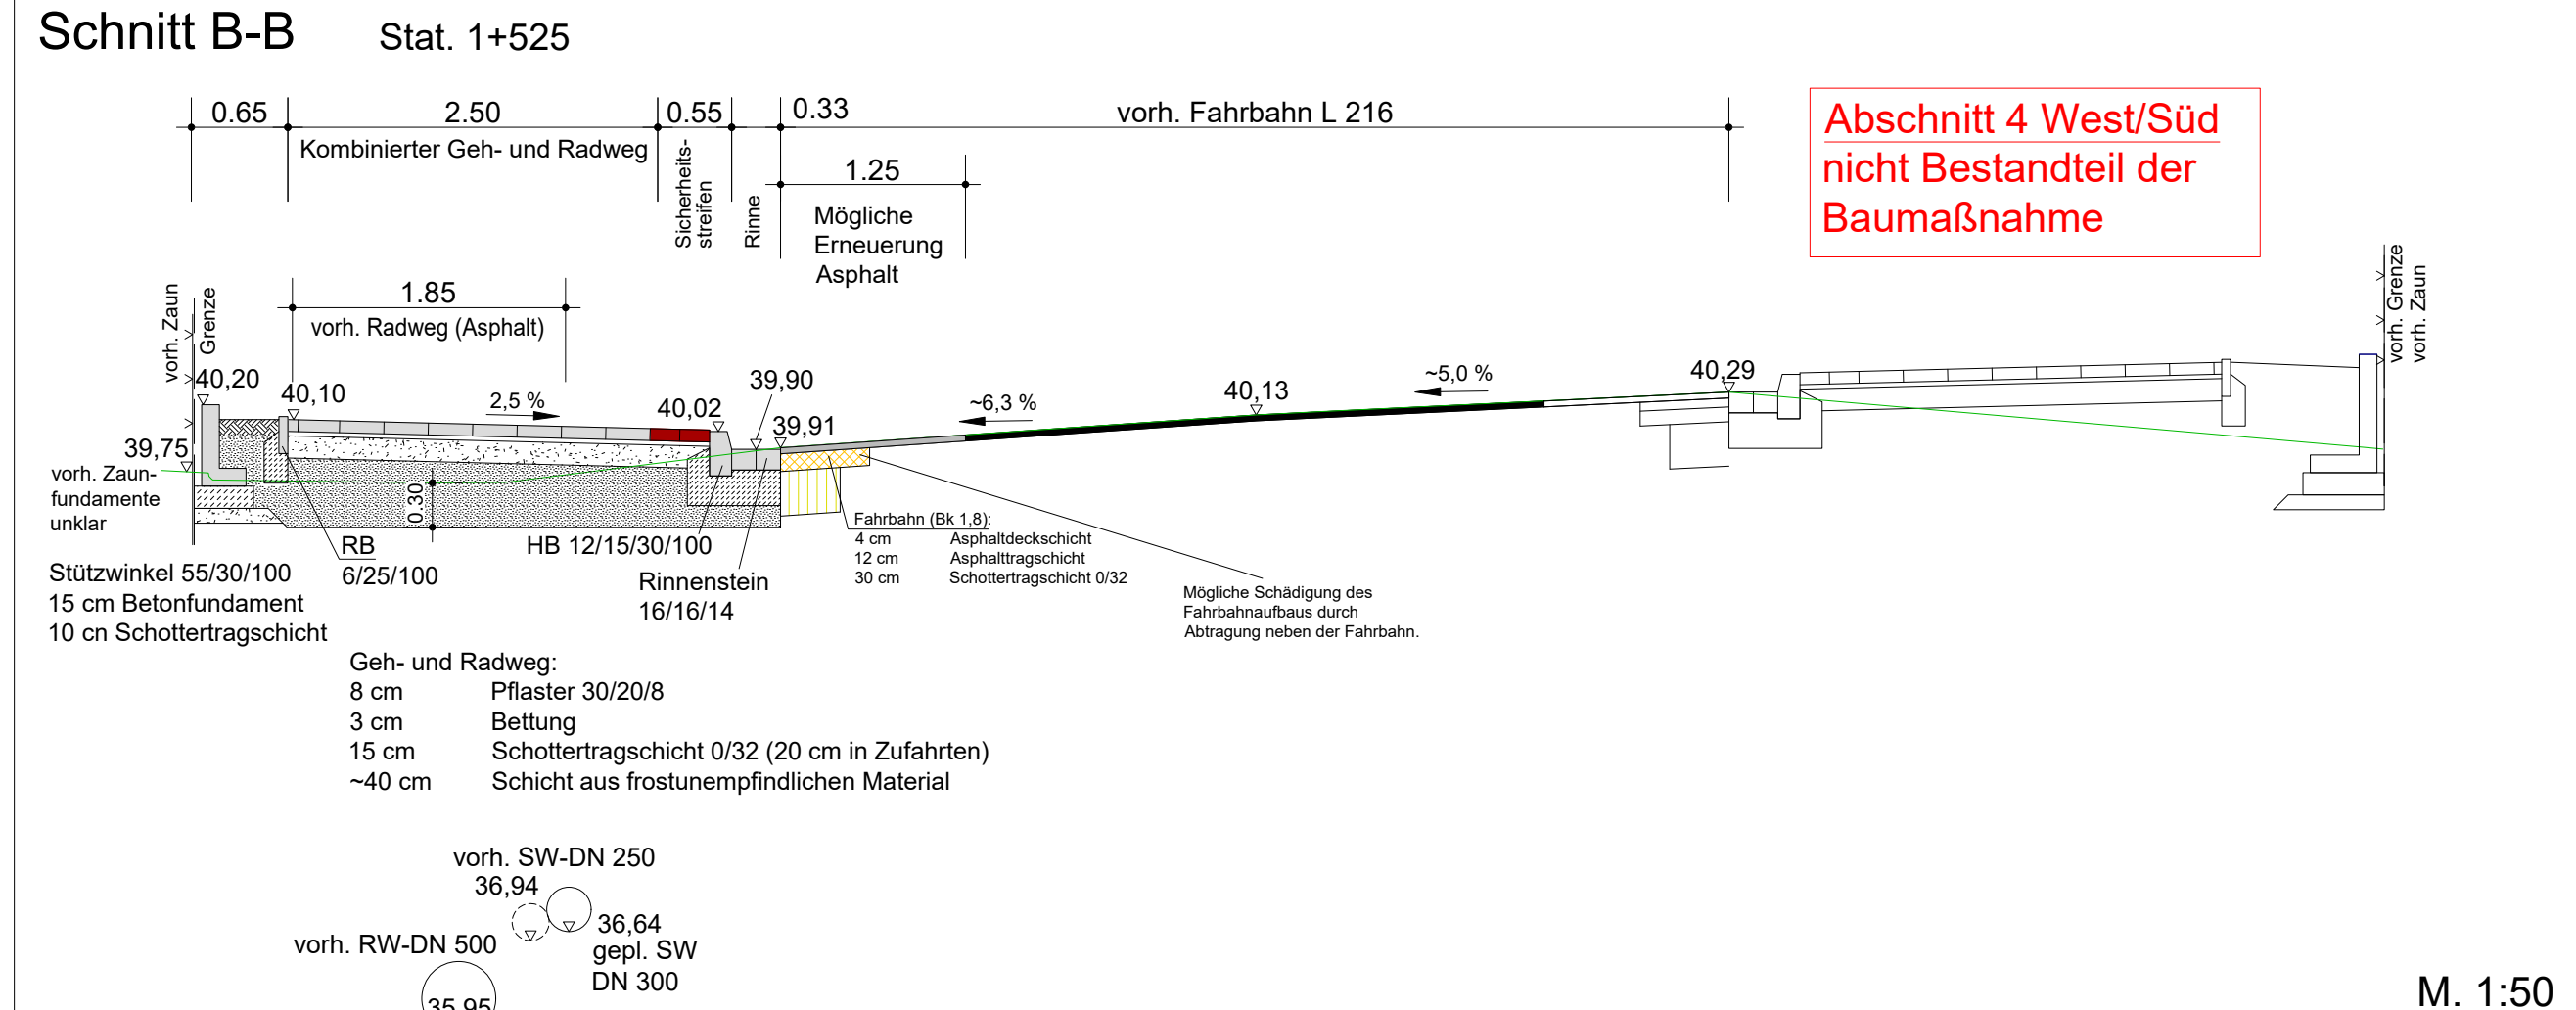 Schnitt B-B Stat. 1+525
0.65 2.50 0.55 0.33 vorh. Fahrbahn L 216
Kombinierter Geh- und Radweg
Sicherheits-
streifen
Rinne
1.25
Mögliche
Erneuerung
Asphalt
Abschnitt 4 West/Süd
nicht Bestandteil der
Baumaßnahme
vorh. Zaun
Grenze
1.85
vorh. Radweg (Asphalt)
vorh. Grenze
vorh. Zaun
40,20
40,10
2,5 %
40,02
39,90
39,91
~6,3 %
40,13
~5,0 %
40,29
39,75
vorh. Zaun-
fundamente
unklar
0.30
RB
6/25/100
HB 12/15/30/100
Rinnenstein
16/16/14
Fahrbahn (Bk 1,8):
4 cm Asphaltdeckschicht
12 cm Asphalttragschicht
30 cm Schottertragschicht 0/32
Mögliche Schädigung des
Fahrbahnaufbaus durch
Abtragung neben der Fahrbahn.
Stützwinkel 55/30/100
15 cm Betonfundament
10 cn Schottertragschicht
Geh- und Radweg:
8 cm Pflaster 30/20/8
3 cm Bettung
15 cm Schottertragschicht 0/32 (20 cm in Zufahrten)
~40 cm Schicht aus frostunempfindlichen Material
vorh. SW-DN 250
36,94
36,64
gepl. SW
DN 300
vorh. RW-DN 500
35,95
M. 1:50